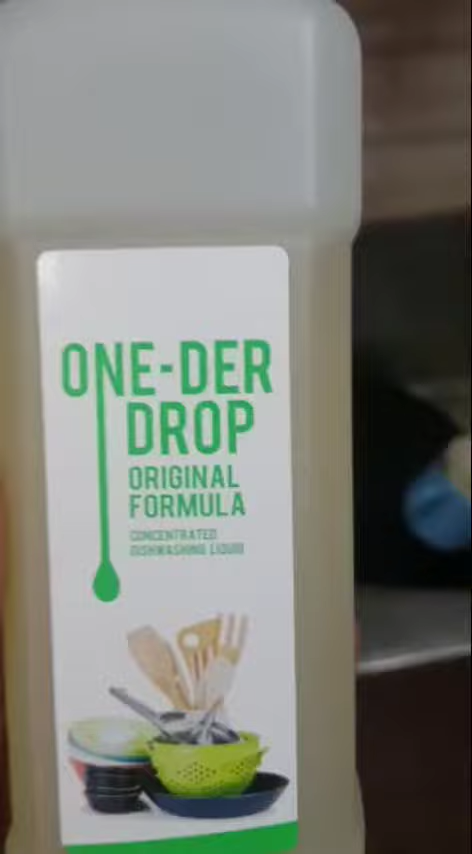 ONE-DER
DROP
ORIGINAL
FORMULA
CONCENTRATED
DISHWASHING LIQUID